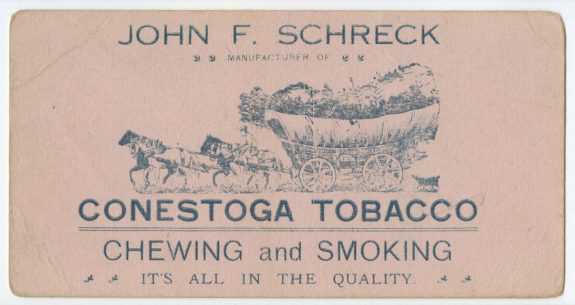 JOHN F. SCHRECK
MANUFACTURER OF
CONESTOGA TOBACCO
CHEWING and SMOKING
IT'S ALL IN THE QUALITY.